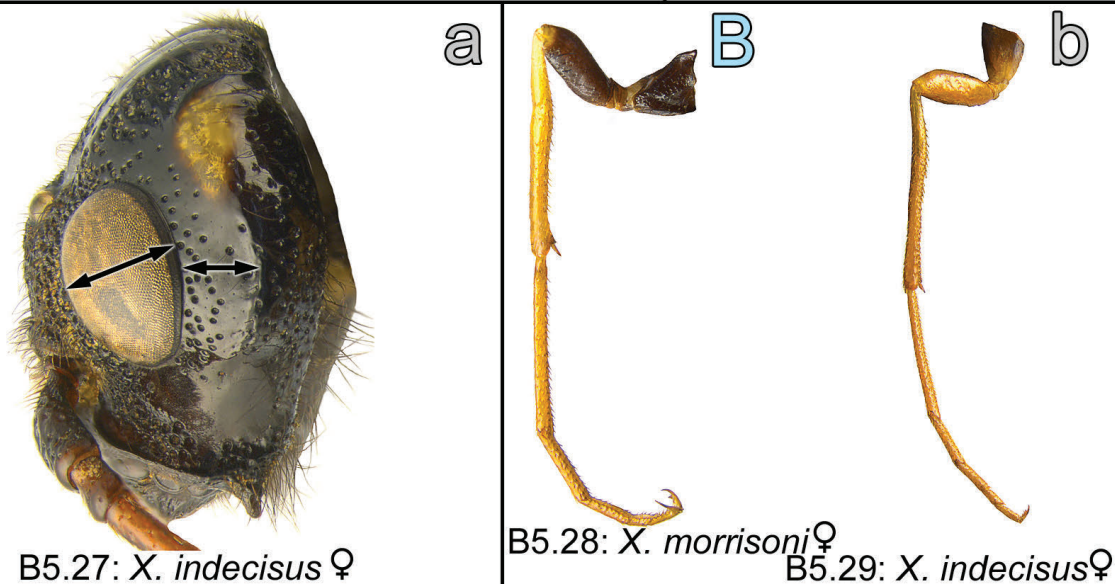 a
B
b
B5.27: X. indecisus ♀
B5.28: X. morrisoni ♀
B5.29: X. indecisus ♀